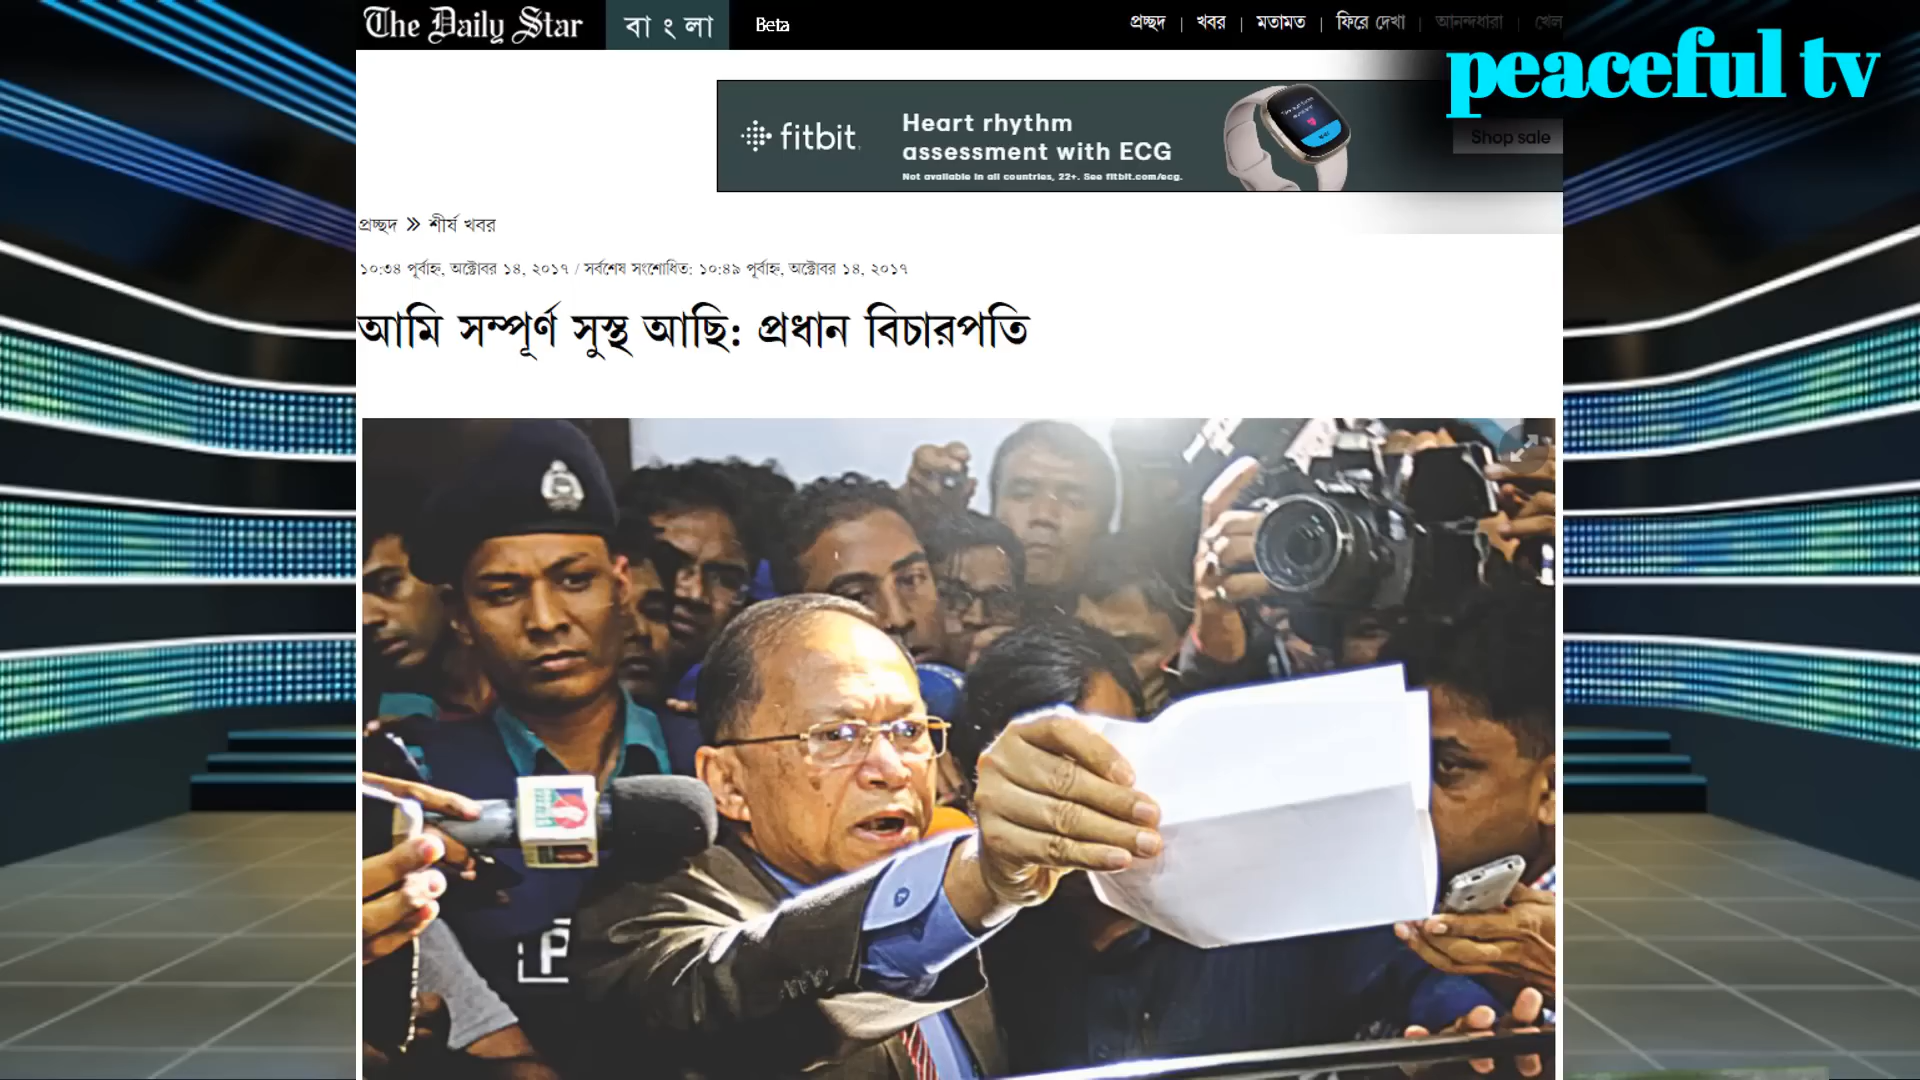 The Daily Star
বাংলা
Beta
প্রচ্ছদ | খবর | মতামত | ফিরে দেখা | আনন্দধারা | খেল
peaceful tv
fitbit
Heart rhythm
assessment with ECG
Not available in all countries, 22+. See fitbit.com/ecg.
Shop sale
প্রচ্ছদ » শীর্ষ খবর
১০:৩৪ পূর্বাহ্ন, অক্টোবর ১৪, ২০১৭ / সর্বশেষ সংশোধিত: ১০:৪৯ পূর্বাহ্ন, অক্টোবর ১৪, ২০১৭
আমি সম্পূর্ণ সুস্থ আছি: প্রধান বিচারপতি